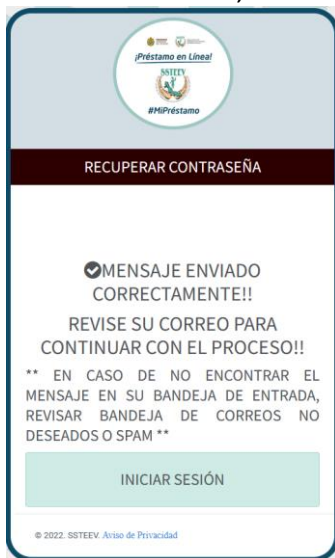 ¡Préstamo en Línea!
SSTEEV
#MiPréstamo
RECUPERAR CONTRASEÑA
MENSAJE ENVIADO
CORRECTAMENTE!!
REVISE SU CORREO PARA
CONTINUAR CON EL PROCESO!!
** EN CASO DE NO ENCONTRAR EL
MENSAJE EN SU BANDEJA DE ENTRADA,
REVISAR BANDEJA DE CORREOS NO
DESEADOS O SPAM **
INICIAR SESIÓN
© 2022. SSTEEV. Aviso de Privacidad